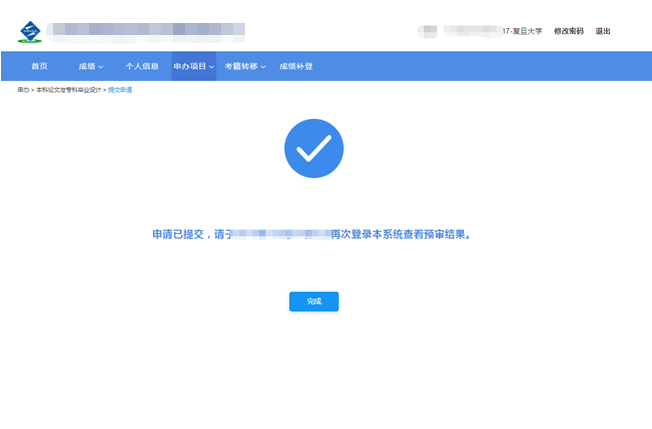 37-复旦大学 修改密码 退出
首页 成绩 个人信息 申办项目 考籍转移 成绩补登
申办 > 本科论文与专科毕业设计 > 提交申请
申请已提交，请于 再次登录本系统查看预审结果。
完成